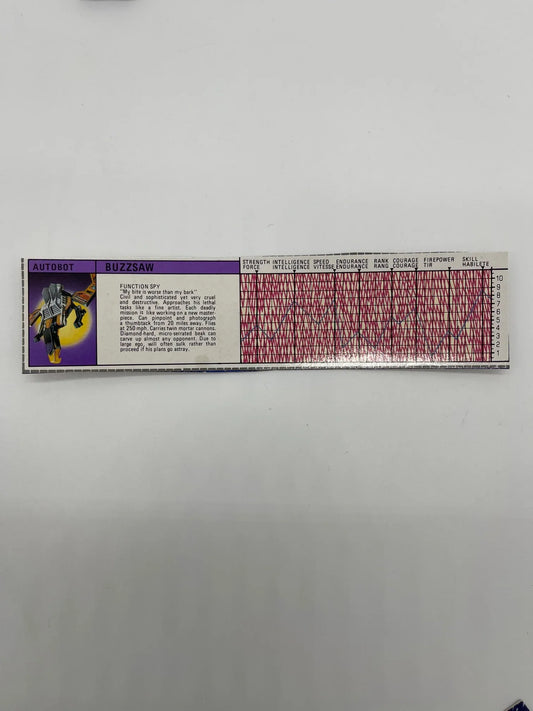 AUTOBOT
BUZZSAW
FUNCTION SPY
"My bite is worse than my bark"
Civil and sophisticated yet very cruel
and destructive. Approaches his lethal
tasks like a fine artist. Each deadly
mission is like working on a new master-
piece. Can pinpoint and photograph
a thumbtack from 20 miles away. Flies
at 250 mph. Carries twin mortar cannons.
Diamond-hard, micro-serrated beak can
carve up almost any opponent. Due to
large ego, will often sulk rather than
proceed if his plans go astray.
STRENGTH INTELLIGENCE SPEED ENDURANCE RANK COURAGE FIREPOWER SKILL
FORCE INTELLIGENCE VITESSE ENDURANCE RANG COURAGE TIR HABILETE
10
9
8
7
6
5
4
3
2
1